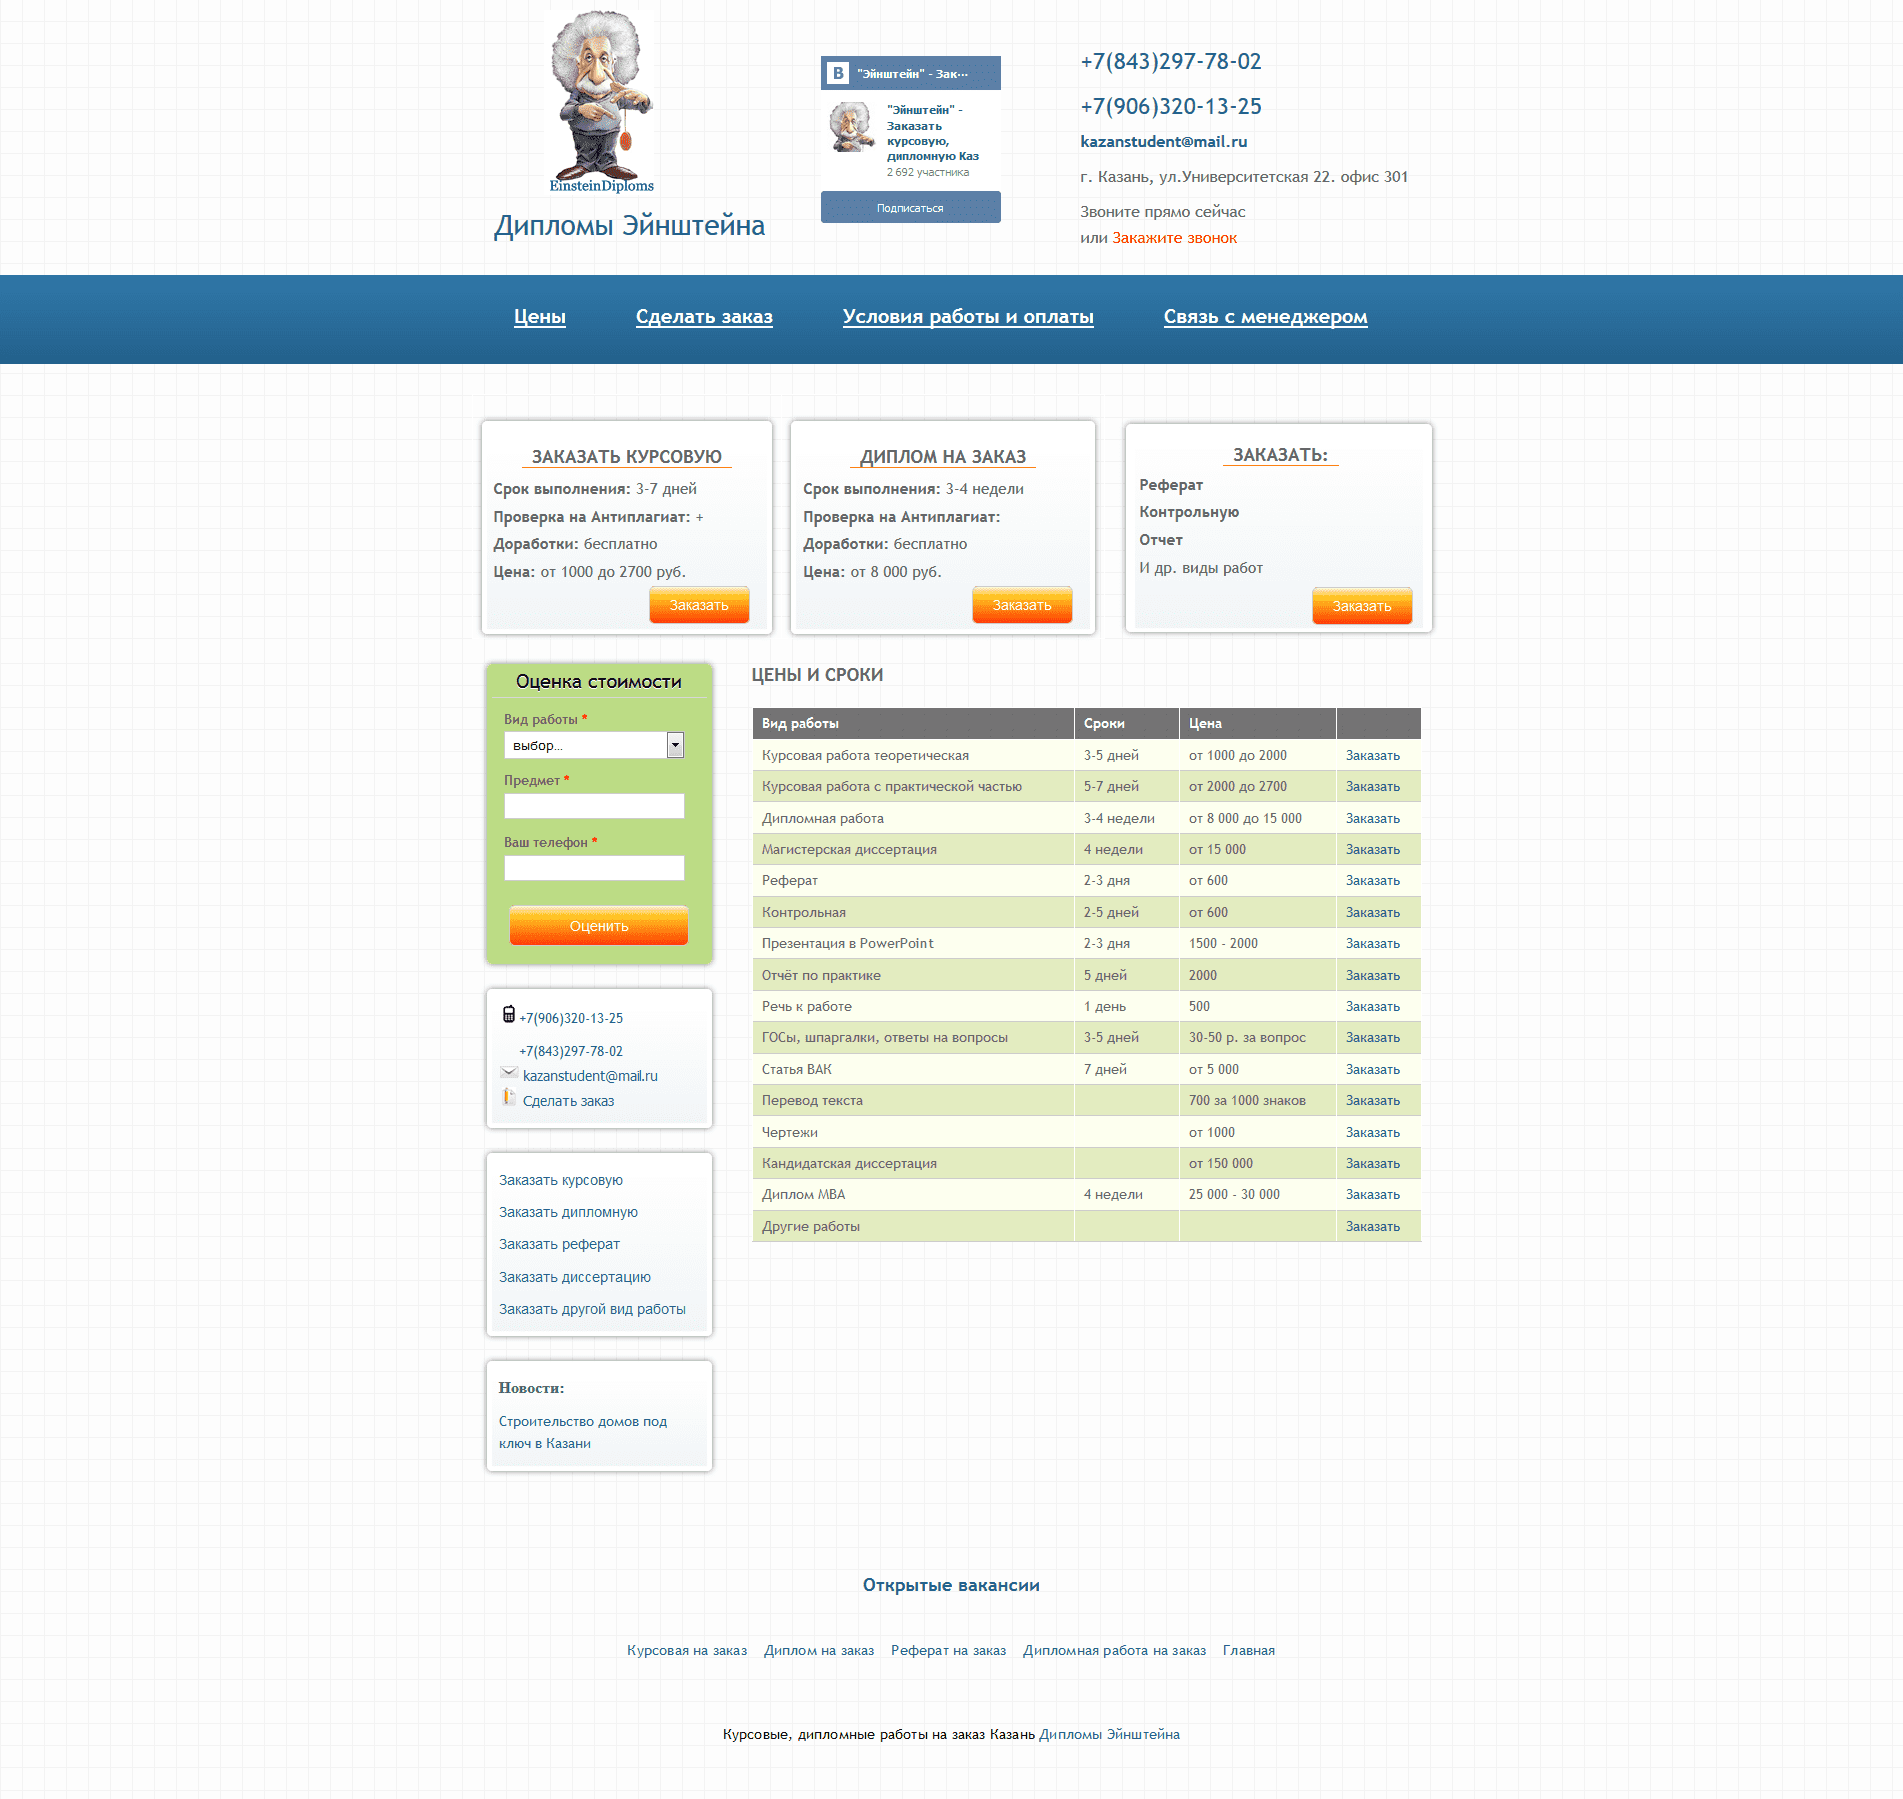 EinsteinDiploms
Дипломы Эйнштейна
В "Эйнштейн" - Зак...
"Эйнштейн" -
Заказать
курсовую,
дипломную Каз
2 692 участника
Подписаться
+7(843)297-78-02
+7(906)320-13-25
kazanstudent@mail.ru
г. Казань, ул.Университетская 22. офис 301
Звоните прямо сейчас
или Закажите звонок
Цены Сделать заказ Условия работы и оплаты Связь с менеджером
ЗАКАЗАТЬ КУРСОВУЮ
Срок выполнения: 3-7 дней
Проверка на Антиплагиат: +
Доработки: бесплатно
Цена: от 1000 до 2700 руб.
Заказать
ДИПЛОМ НА ЗАКАЗ
Срок выполнения: 3-4 недели
Проверка на Антиплагиат:
Доработки: бесплатно
Цена: от 8 000 руб.
Заказать
ЗАКАЗАТЬ:
Реферат
Контрольную
Отчет
И др. виды работ
Заказать
Оценка стоимости
Вид работы *
выбор...
Предмет *
Ваш телефон *
Оценить
+7(906)320-13-25
+7(843)297-78-02
kazanstudent@mail.ru
Сделать заказ
Заказать курсовую
Заказать дипломную
Заказать реферат
Заказать диссертацию
Заказать другой вид работы
Новости:
Строительство домов под
ключ в Казани
ЦЕНЫ И СРОКИ
Вид работы Сроки Цена
Курсовая работа теоретическая 3-5 дней от 1000 до 2000 Заказать
Курсовая работа с практической частью 5-7 дней от 2000 до 2700 Заказать
Дипломная работа 3-4 недели от 8 000 до 15 000 Заказать
Магистерская диссертация 4 недели от 15 000 Заказать
Реферат 2-3 дня от 600 Заказать
Контрольная 2-5 дней от 600 Заказать
Презентация в PowerPoint 2-3 дня 1500 - 2000 Заказать
Отчёт по практике 5 дней 2000 Заказать
Речь к работе 1 день 500 Заказать
ГОСы, шпаргалки, ответы на вопросы 3-5 дней 30-50 р. за вопрос Заказать
Статья ВАК 7 дней от 5 000 Заказать
Перевод текста 700 за 1000 знаков Заказать
Чертежи от 1000 Заказать
Кандидатская диссертация от 150 000 Заказать
Диплом МВА 4 недели 25 000 - 30 000 Заказать
Другие работы Заказать
Открытые вакансии
Курсовая на заказ Диплом на заказ Реферат на заказ Дипломная работа на заказ Главная
Курсовые, дипломные работы на заказ Казань Дипломы Эйнштейна